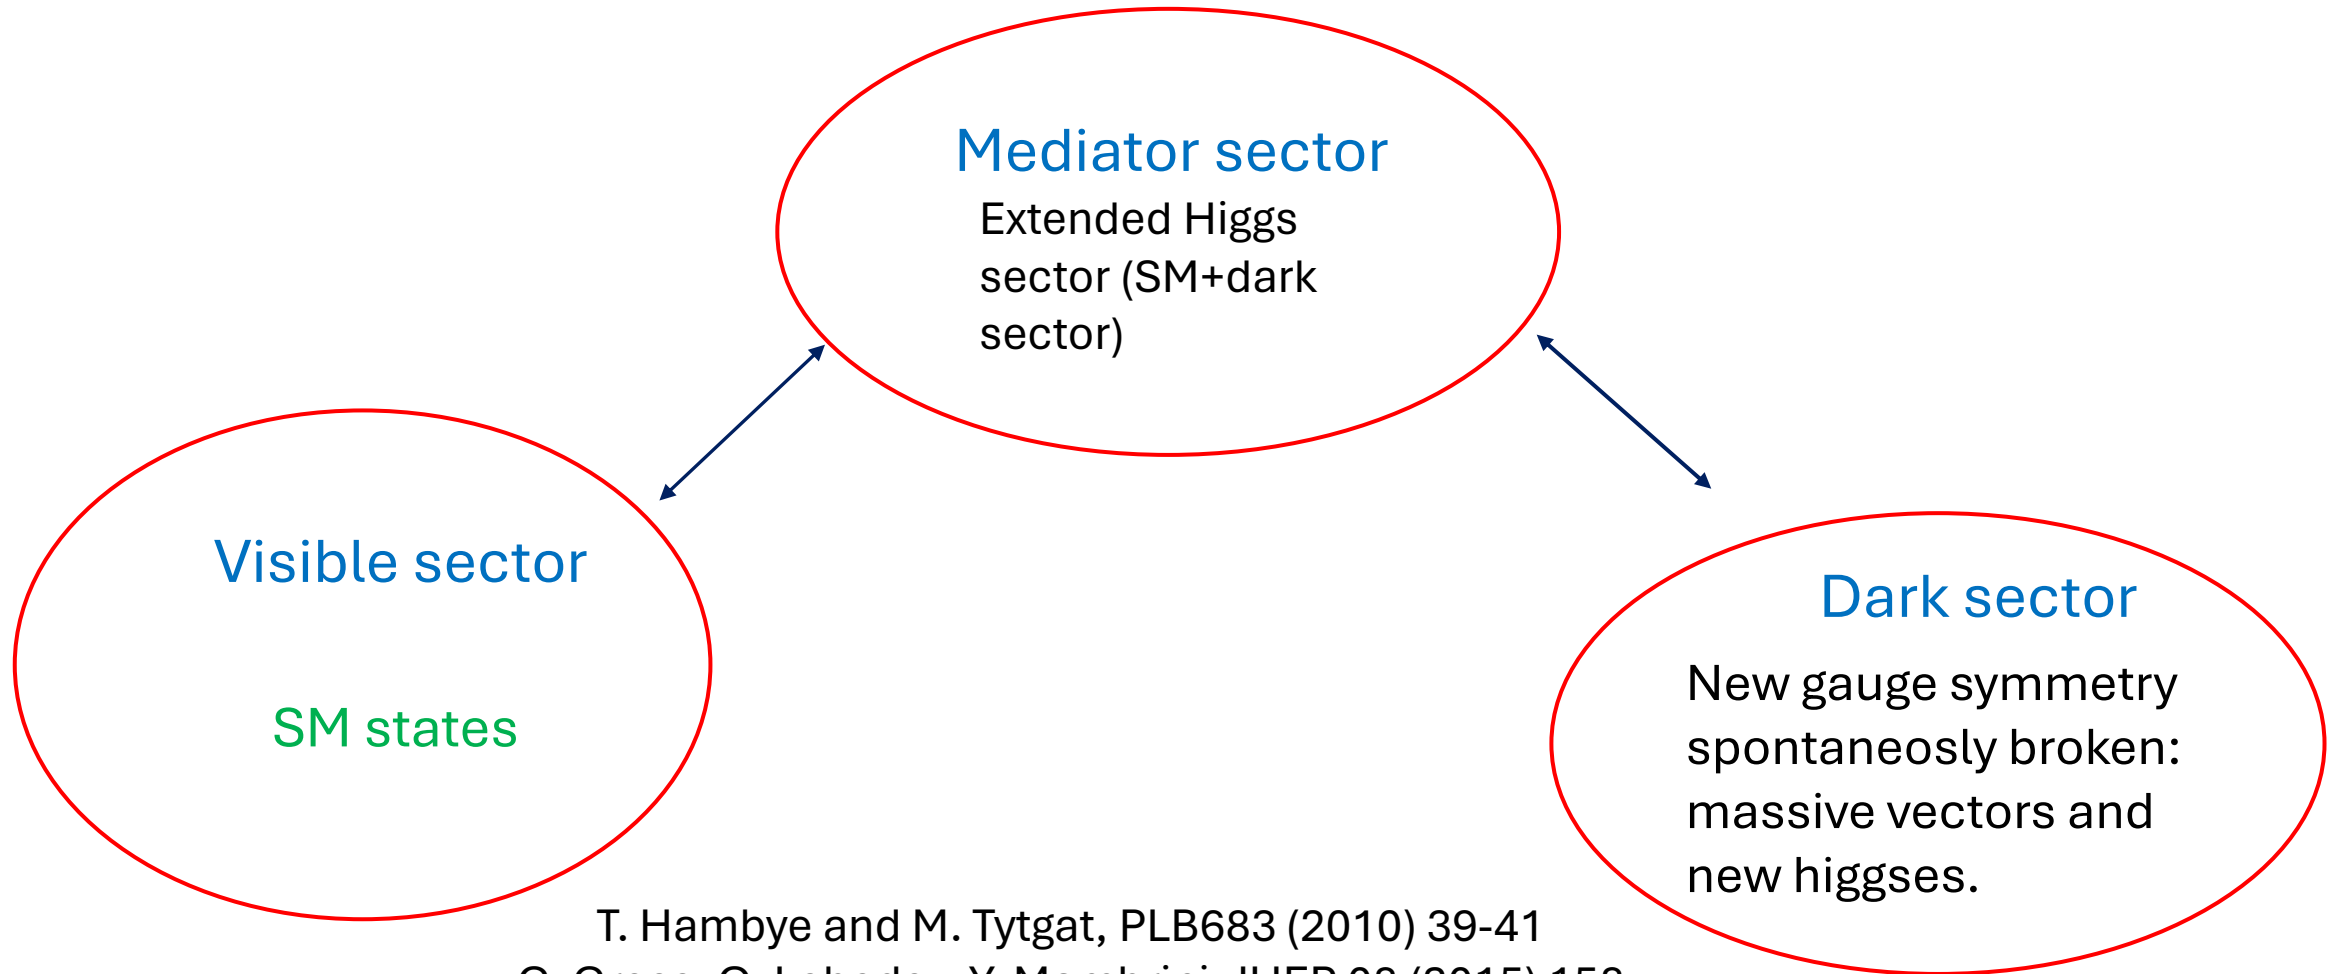 Mediator sector
Extended Higgs
sector (SM+dark
sector)
Visible sector
SM states
Dark sector
New gauge symmetry
spontaneosly broken:
massive vectors and
new higgses.
T. Hambye and M. Tytgat, PLB683 (2010) 39-41